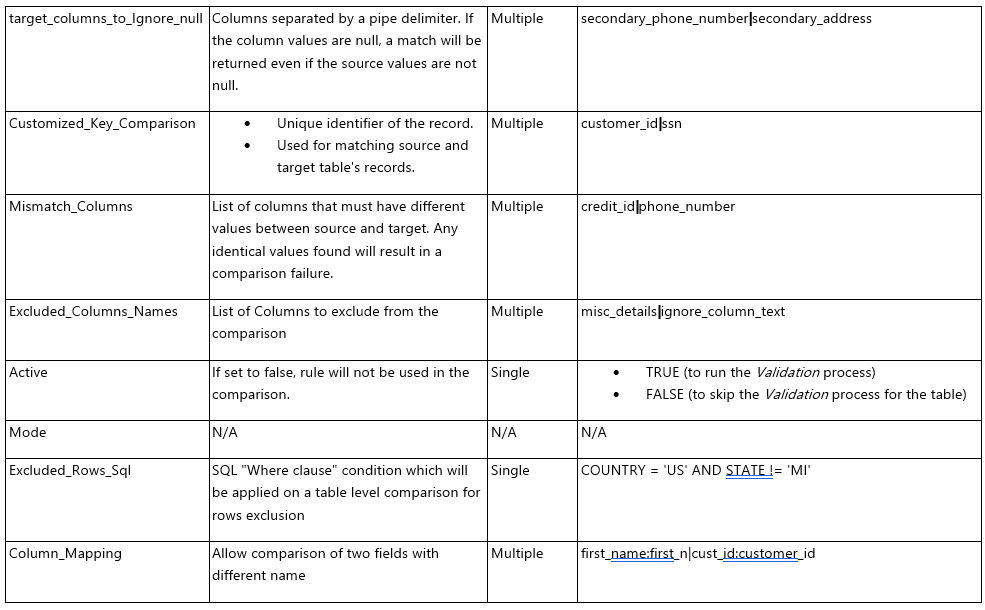 target_columns_to_Ignore_null Columns separated by a pipe delimiter. If Multiple secondary_phone_number|secondary_address
the column values are null, a match will be
returned even if the source values are not
null.
Customized_Key_Comparison • Unique identifier of the record. Multiple customer_id|ssn
• Used for matching source and
target table's records.
Mismatch_Columns List of columns that must have different Multiple credit_id|phone_number
values between source and target. Any
identical values found will result in a
comparison failure.
Excluded_Columns_Names List of Columns to exclude from the Multiple misc_details|ignore_column_text
comparison
Active If set to false, rule will not be used in the Single • TRUE (to run the Validation process)
comparison. • FALSE (to skip the Validation process for the table)
Mode N/A N/A N/A
Excluded_Rows_Sql SQL "Where clause" condition which will Single COUNTRY = 'US' AND STATE != 'MI'
be applied on a table level comparison for
rows exclusion
Column_Mapping Allow comparison of two fields with Multiple first_name:first_n|cust_id:customer_id
different name